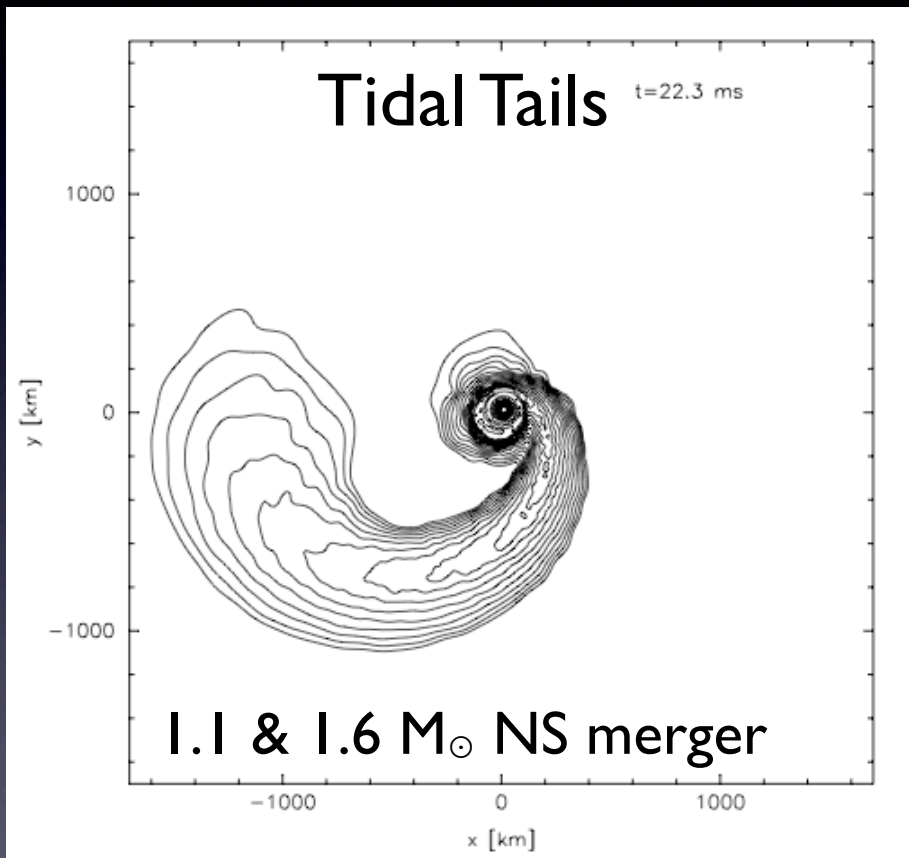 Tidal Tails t=22.3 ms
1000
0
−1000
y [km]
1.1 & 1.6 M☉ NS merger
−1000 0 1000
x [km]